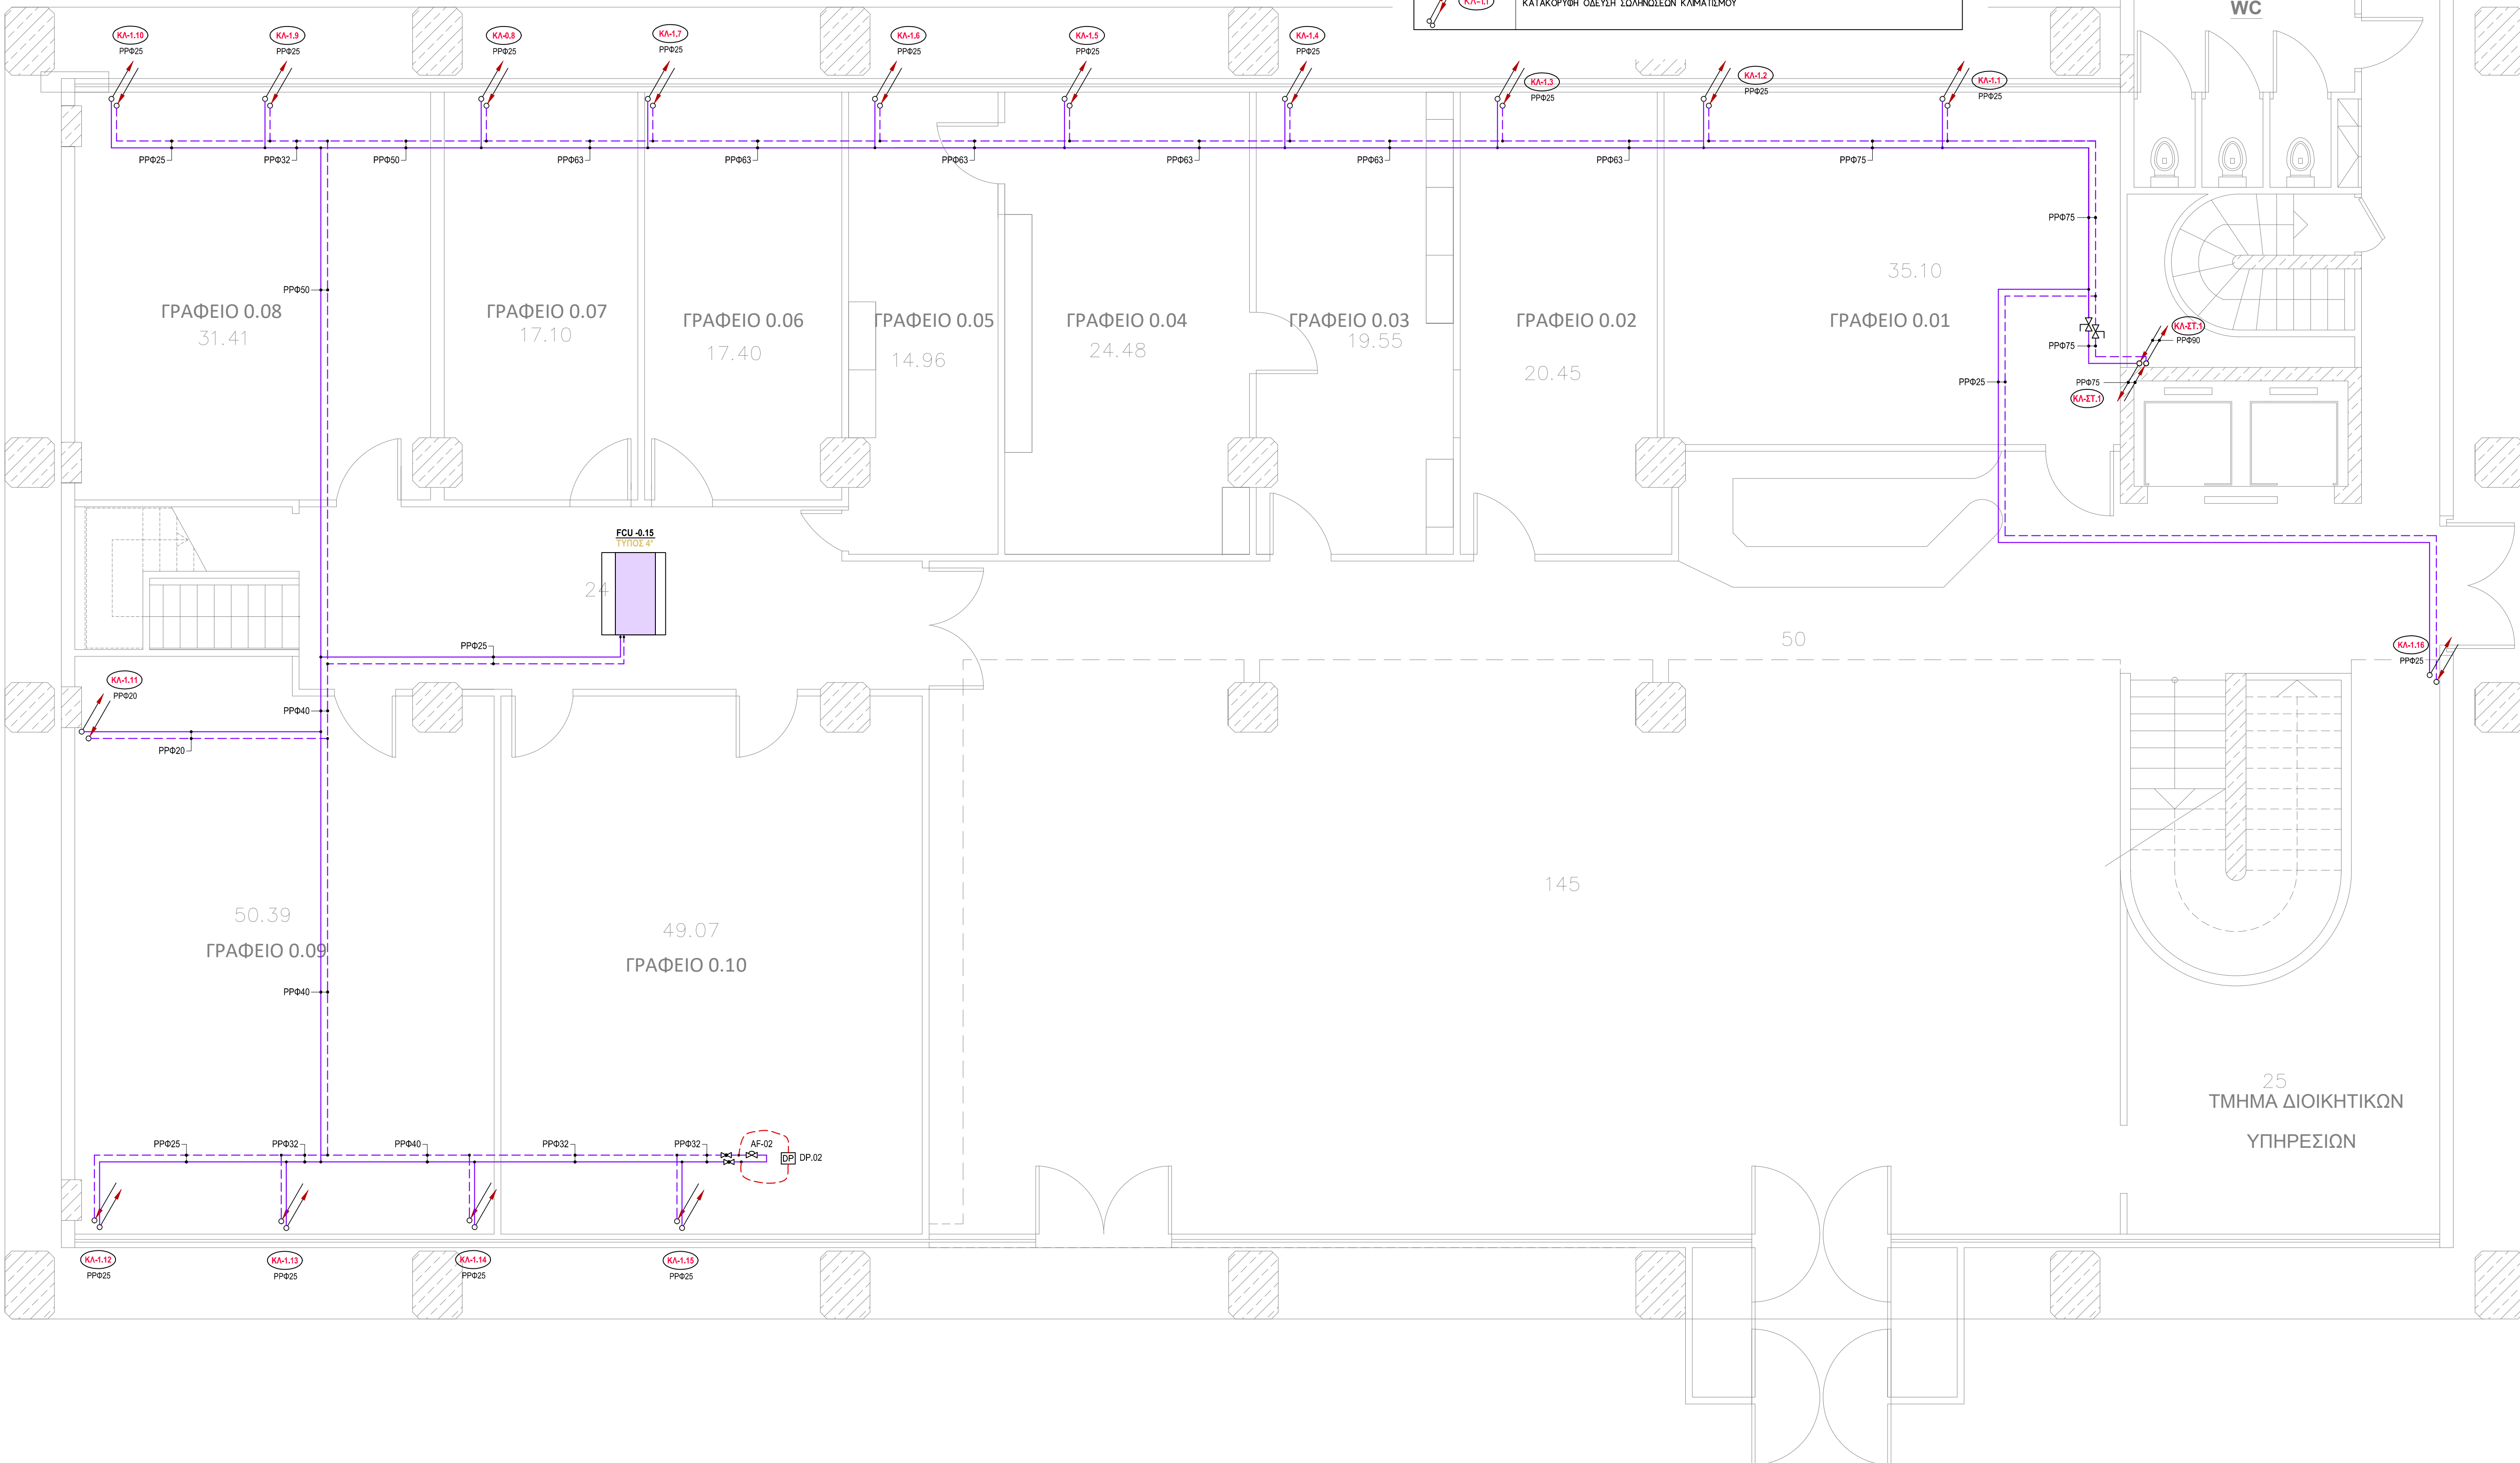 ΚΛ-1.1
ΚΑΤΑΚΟΡΥΦΗ ΟΔΕΥΣΗ ΣΩΛΗΝΩΣΕΩΝ ΚΛΙΜΑΤΙΣΜΟΥ
WC
ΚΛ-1.10
PPΦ25
ΚΛ-1.9
PPΦ25
ΚΛ-0.8
PPΦ25
ΚΛ-1.7
PPΦ25
ΚΛ-1.6
PPΦ25
ΚΛ-1.5
PPΦ25
ΚΛ-1.4
PPΦ25
ΚΛ-1.3
PPΦ25
ΚΛ-1.2
PPΦ25
ΚΛ-1.1
PPΦ25
PPΦ25
PPΦ32
PPΦ50
PPΦ63
PPΦ63
PPΦ63
PPΦ63
PPΦ63
PPΦ63
PPΦ75
PPΦ75
PPΦ50
ΓΡΑΦΕΙΟ 0.08
31.41
ΓΡΑΦΕΙΟ 0.07
17.10
ΓΡΑΦΕΙΟ 0.06
17.40
ΓΡΑΦΕΙΟ 0.05
14.96
ΓΡΑΦΕΙΟ 0.04
24.48
ΓΡΑΦΕΙΟ 0.03
19.55
ΓΡΑΦΕΙΟ 0.02
20.45
35.10
ΓΡΑΦΕΙΟ 0.01
ΚΛ-ΣΤ.1
PPΦ90
PPΦ75
PPΦ25
PPΦ75
ΚΛ-ΣΤ.1
FCU -0.15
ΤΥΠΟΣ 4"
24
PPΦ25
50
ΚΛ-1.16
PPΦ25
ΚΛ-1.11
PPΦ20
PPΦ40
PPΦ20
145
50.39
ΓΡΑΦΕΙΟ 0.09
49.07
ΓΡΑΦΕΙΟ 0.10
PPΦ40
25
ΤΜΗΜΑ ΔΙΟΙΚΗΤΙΚΩΝ
ΥΠΗΡΕΣΙΩΝ
PPΦ25
PPΦ32
PPΦ40
PPΦ32
PPΦ32
AF-02
DP
DP.02
ΚΛ-1.12
PPΦ25
ΚΛ-1.13
PPΦ25
ΚΛ-1.14
PPΦ25
ΚΛ-1.15
PPΦ25